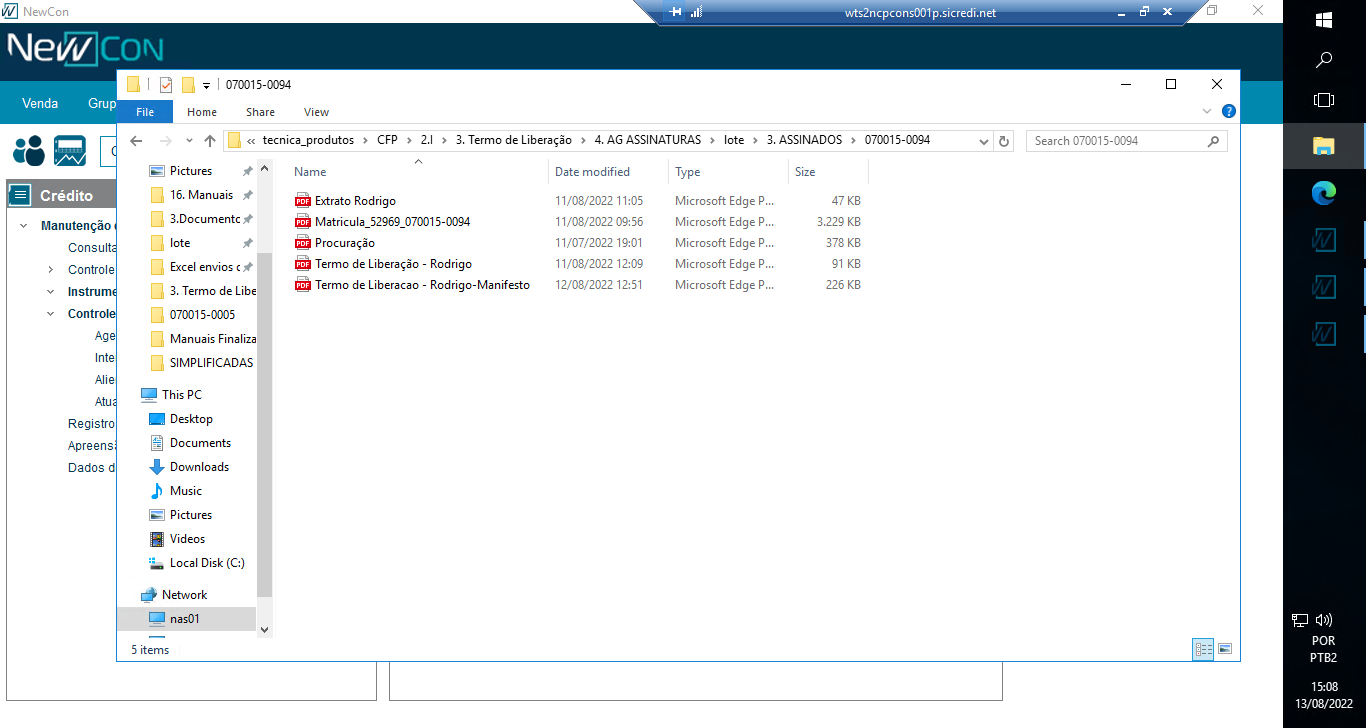 NewCon
wts2ncpcons001p.sicredi.net
NewCon
070015-0094
Venda
Grup
File Home Share View
« tecnica_produtos > CFP > 2.I > 3. Termo de Liberação > 4. AG ASSINATURAS > lote > 3. ASSINADOS > 070015-0094
Search 070015-0094
Crédito
Manutenção
Consulta
Controle
Instrume
Controle
Age
Inte
Alie
Atua
Registro
Apreens
Dados d
Pictures
16. Manuais
3.Documento
lote
Excel envios c
3. Termo de Libe
070015-0005
Manuais Finaliza
SIMPLIFICADAS
This PC
Desktop
Documents
Downloads
Music
Pictures
Videos
Local Disk (C:)
Network
nas01
Name Date modified Type Size
PDF Extrato Rodrigo 11/08/2022 11:05 Microsoft Edge P... 47 KB
PDF Matricula_52969_070015-0094 11/08/2022 09:56 Microsoft Edge P... 3.229 KB
PDF Procuração 11/07/2022 19:01 Microsoft Edge P... 378 KB
PDF Termo de Liberação - Rodrigo 11/08/2022 12:09 Microsoft Edge P... 91 KB
PDF Termo de Liberacao - Rodrigo-Manifesto 12/08/2022 12:51 Microsoft Edge P... 226 KB
5 items
POR
PTB2
15:08
13/08/2022